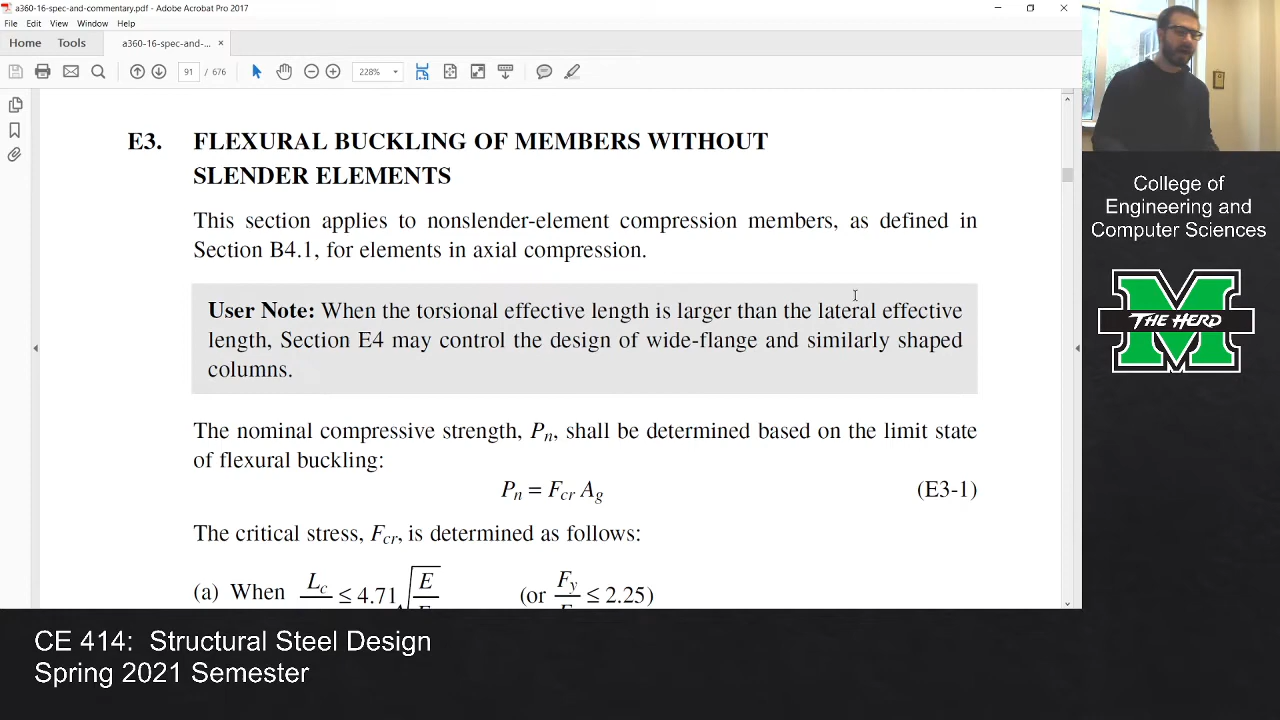 a360-16-spec-and-commentary.pdf - Adobe Acrobat Pro 2017
File Edit View Window Help
Home Tools a360-16-spec-and-... ×
91 / 676 228%
E3. FLEXURAL BUCKLING OF MEMBERS WITHOUT
SLENDER ELEMENTS
This section applies to nonslender-element compression members, as defined in
Section B4.1, for elements in axial compression.
User Note: When the torsional effective length is larger than the lateral effective
length, Section E4 may control the design of wide-flange and similarly shaped
columns.
The nominal compressive strength, Pn, shall be determined based on the limit state
of flexural buckling:
Pn = Fcr Ag (E3-1)
The critical stress, Fcr, is determined as follows:
(a) When Lc ≤ 4.71 √E (or Fy ≤ 2.25)
College of
Engineering and
Computer Sciences
THE HERD
CE 414: Structural Steel Design
Spring 2021 Semester